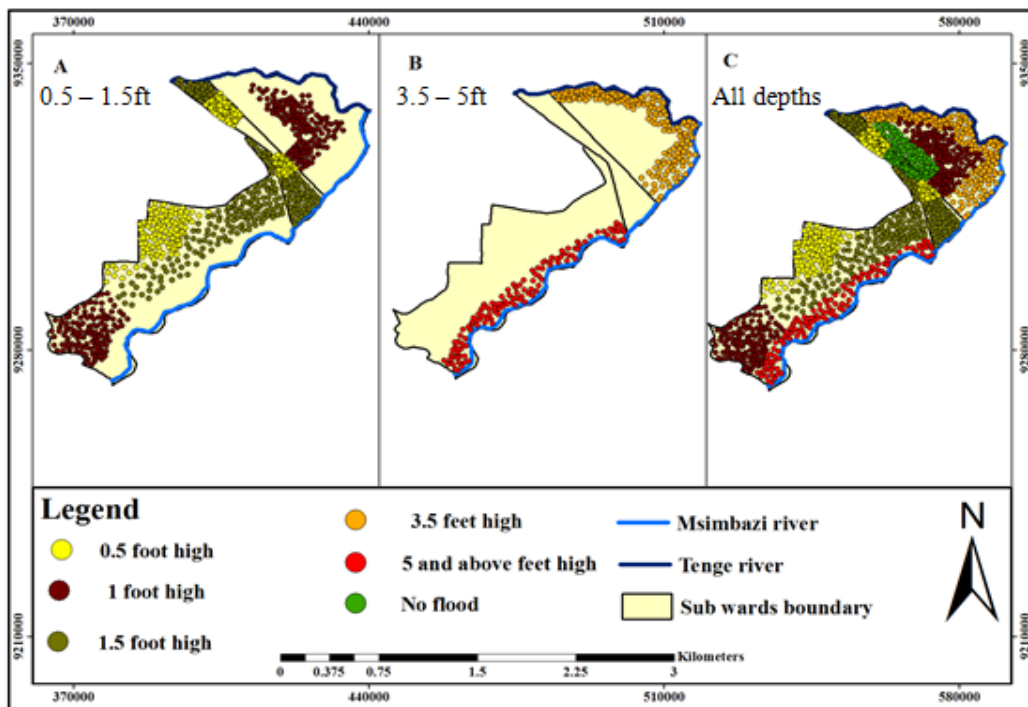 370000 440000 510000 580000
9350000 9350000
A B C
0.5 – 1.5ft 3.5 – 5ft All depths
9280000 9280000
Legend
0.5 foot high
1 foot high
1.5 foot high
3.5 feet high
5 and above feet high
No flood
Msimbazi river
Tenge river
Sub wards boundary
N
Kilometers
0 0.375 0.75 1.5 2.25 3
9210000 9210000
370000 440000 510000 580000